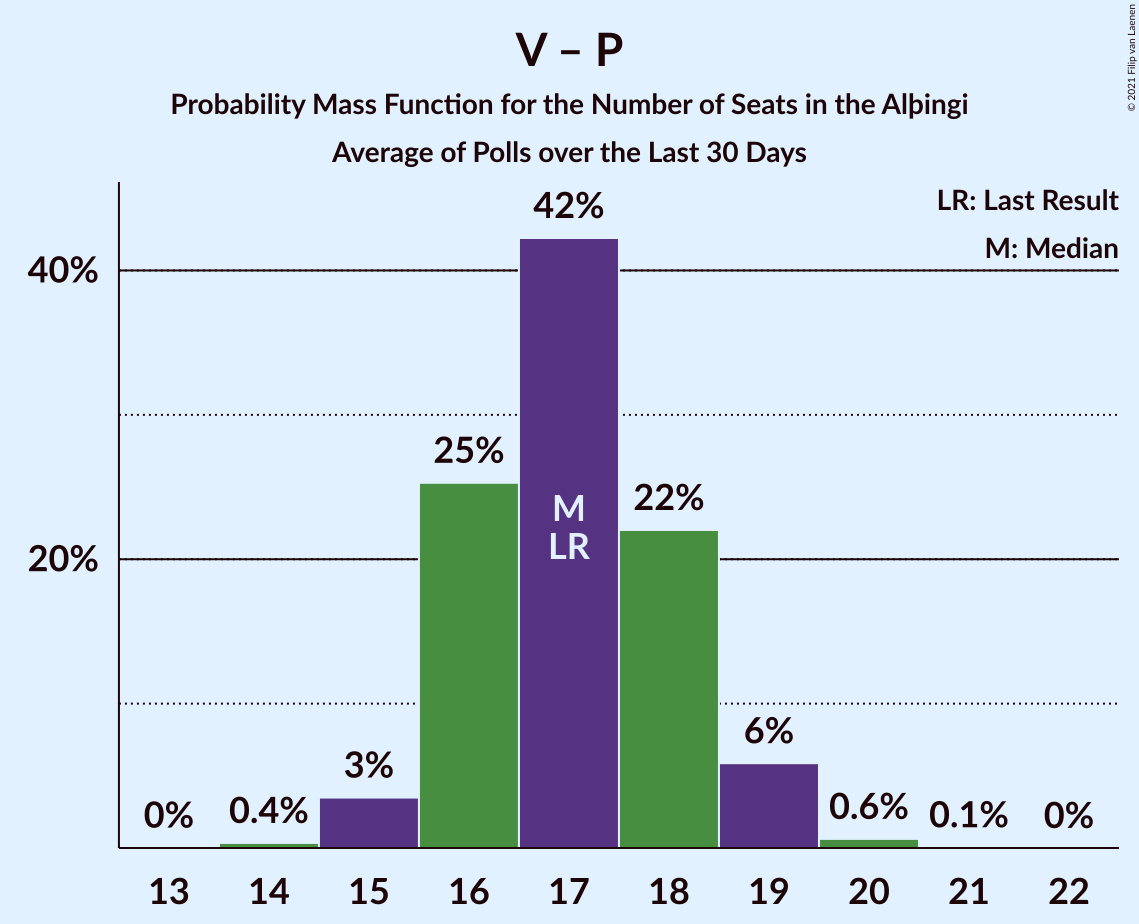 V – P
Probability Mass Function for the Number of Seats in the Alþingi
Average of Polls over the Last 30 Days
© 2021 Filip van Laenen
LR: Last Result
M: Median
40%
20%
0%
0.4%
3%
25%
42%
M
LR
22%
6%
0.6%
0.1%
0%
13 14 15 16 17 18 19 20 21 22